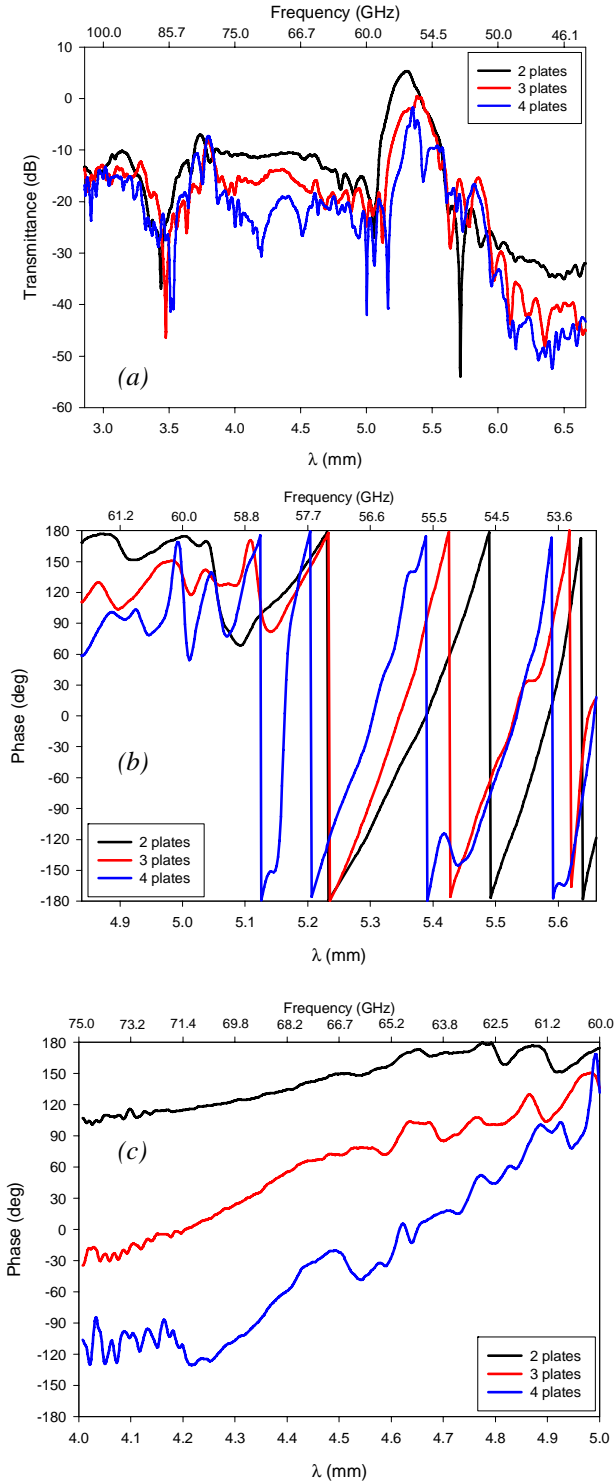 Frequency (GHz)
100.0 85.7 75.0 66.7 60.0 54.5 50.0 46.1
10
0
-10
-20
-30
-40
-50
-60
Transmittance (dB)
2 plates
3 plates
4 plates
(a)
3.0 3.5 4.0 4.5 5.0 5.5 6.0 6.5
λ (mm)
Frequency (GHz)
61.2 60.0 58.8 57.7 56.6 55.5 54.5 53.6
180
150
120
90
60
30
0
-30
-60
-90
-120
-150
-180
Phase (deg)
(b)
2 plates
3 plates
4 plates
4.9 5.0 5.1 5.2 5.3 5.4 5.5 5.6
λ (mm)
Frequency (GHz)
75.0 73.2 71.4 69.8 68.2 66.7 65.2 63.8 62.5 61.2 60.0
180
150
120
90
60
30
0
-30
-60
-90
-120
-150
-180
Phase (deg)
(c)
2 plates
3 plates
4 plates
4.0 4.1 4.2 4.3 4.4 4.5 4.6 4.7 4.8 4.9 5.0
λ (mm)